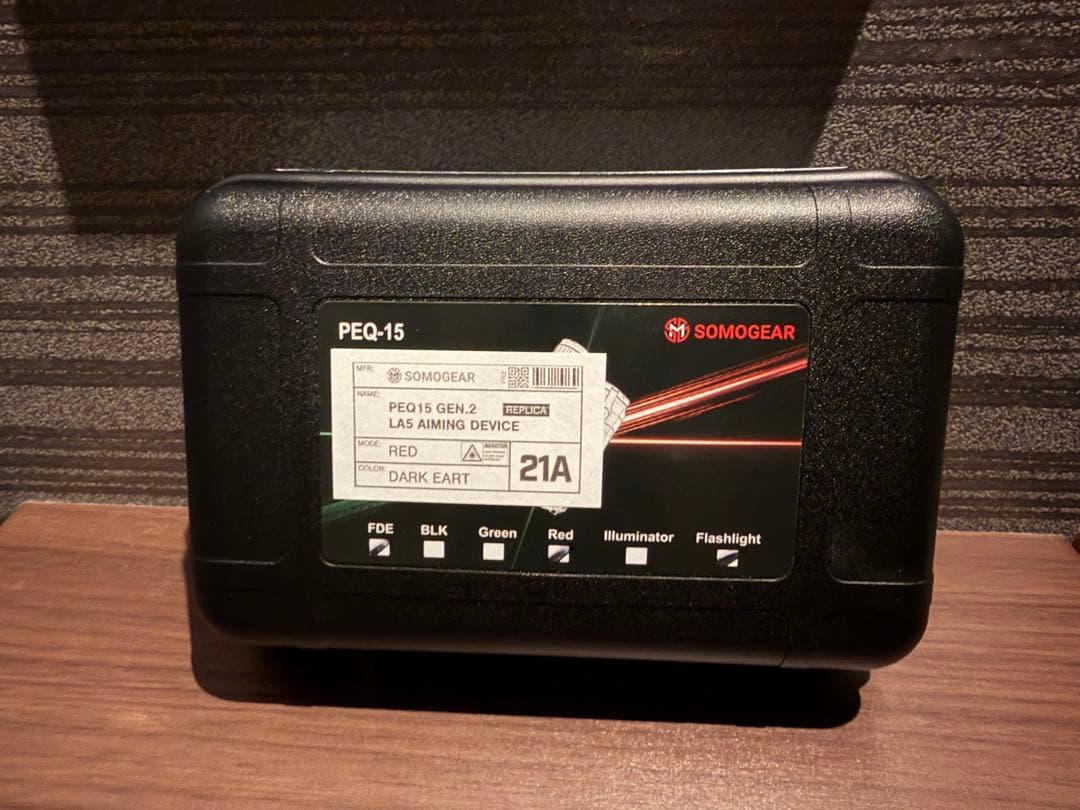 PEQ-15
SOMOGEAR
MFR:
SOMOGEAR
NAME:
PEQ15 GEN.2 REPLICA
LA5 AIMING DEVICE
MODE:
RED
COLOR:
DARK EART
21A
FDE BLK Green Red Illuminator Flashlight